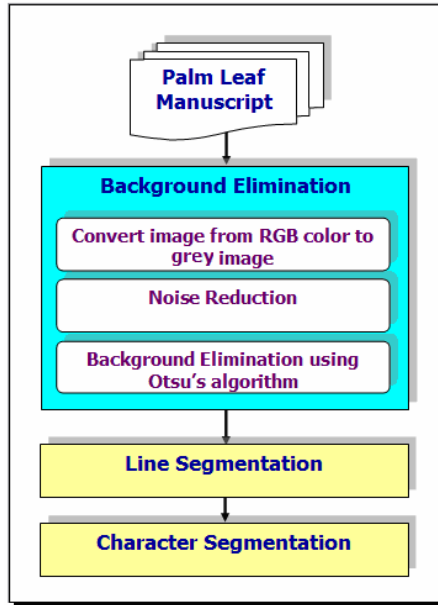 Palm Leaf
Manuscript
Background Elimination
Convert image from RGB color to
grey image
Noise Reduction
Background Elimination using
Otsu's algorithm
Line Segmentation
Character Segmentation